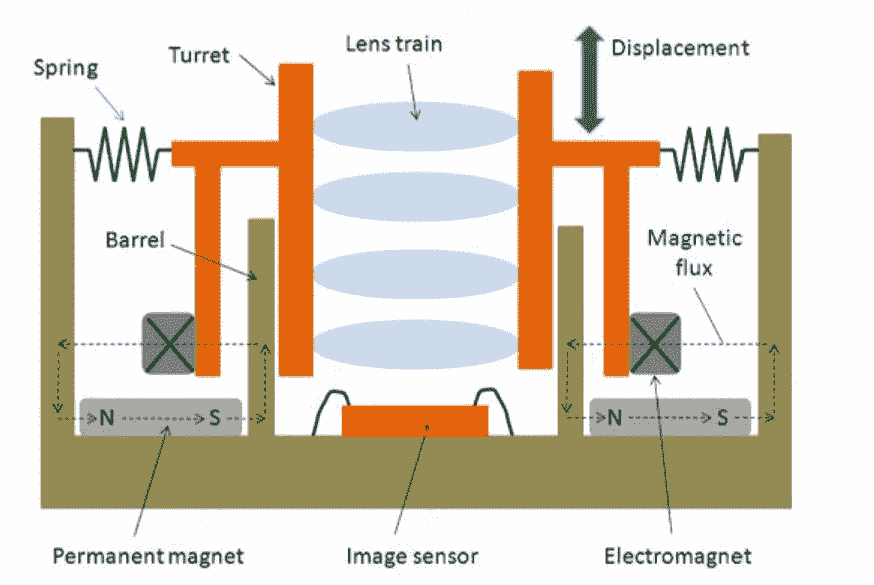 Lens train
Displacement
Turret
Spring
Barrel
Magnetic
flux
N
S
N
S
Permanent magnet
Image sensor
Electromagnet